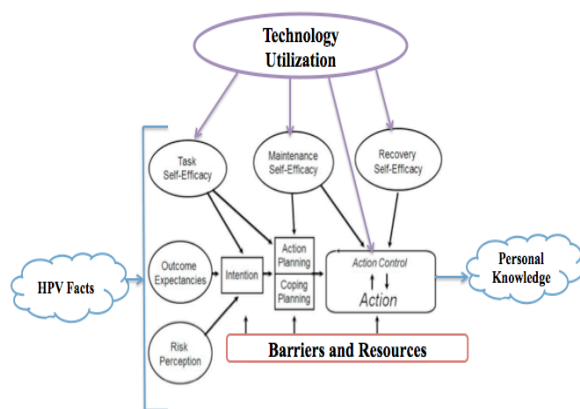 Technology
Utilization
Task
Self-Efficacy
Maintenance
Self-Efficacy
Recovery
Self-Efficacy
HPV Facts
Outcome
Expectancies
Intention
Action
Planning
Coping
Planning
Action Control
Action
Personal
Knowledge
Risk
Perception
Barriers and Resources